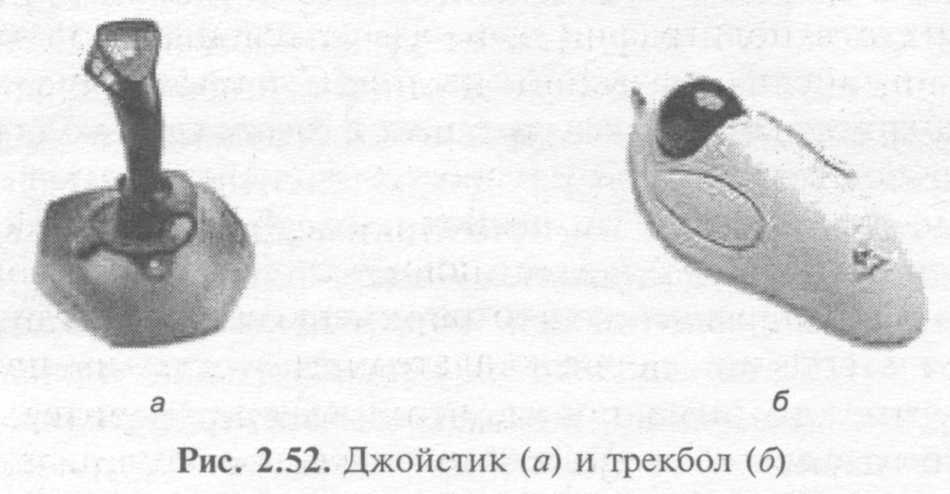 а
б
Рис. 2.52. Джойстик (а) и трекбол (б)